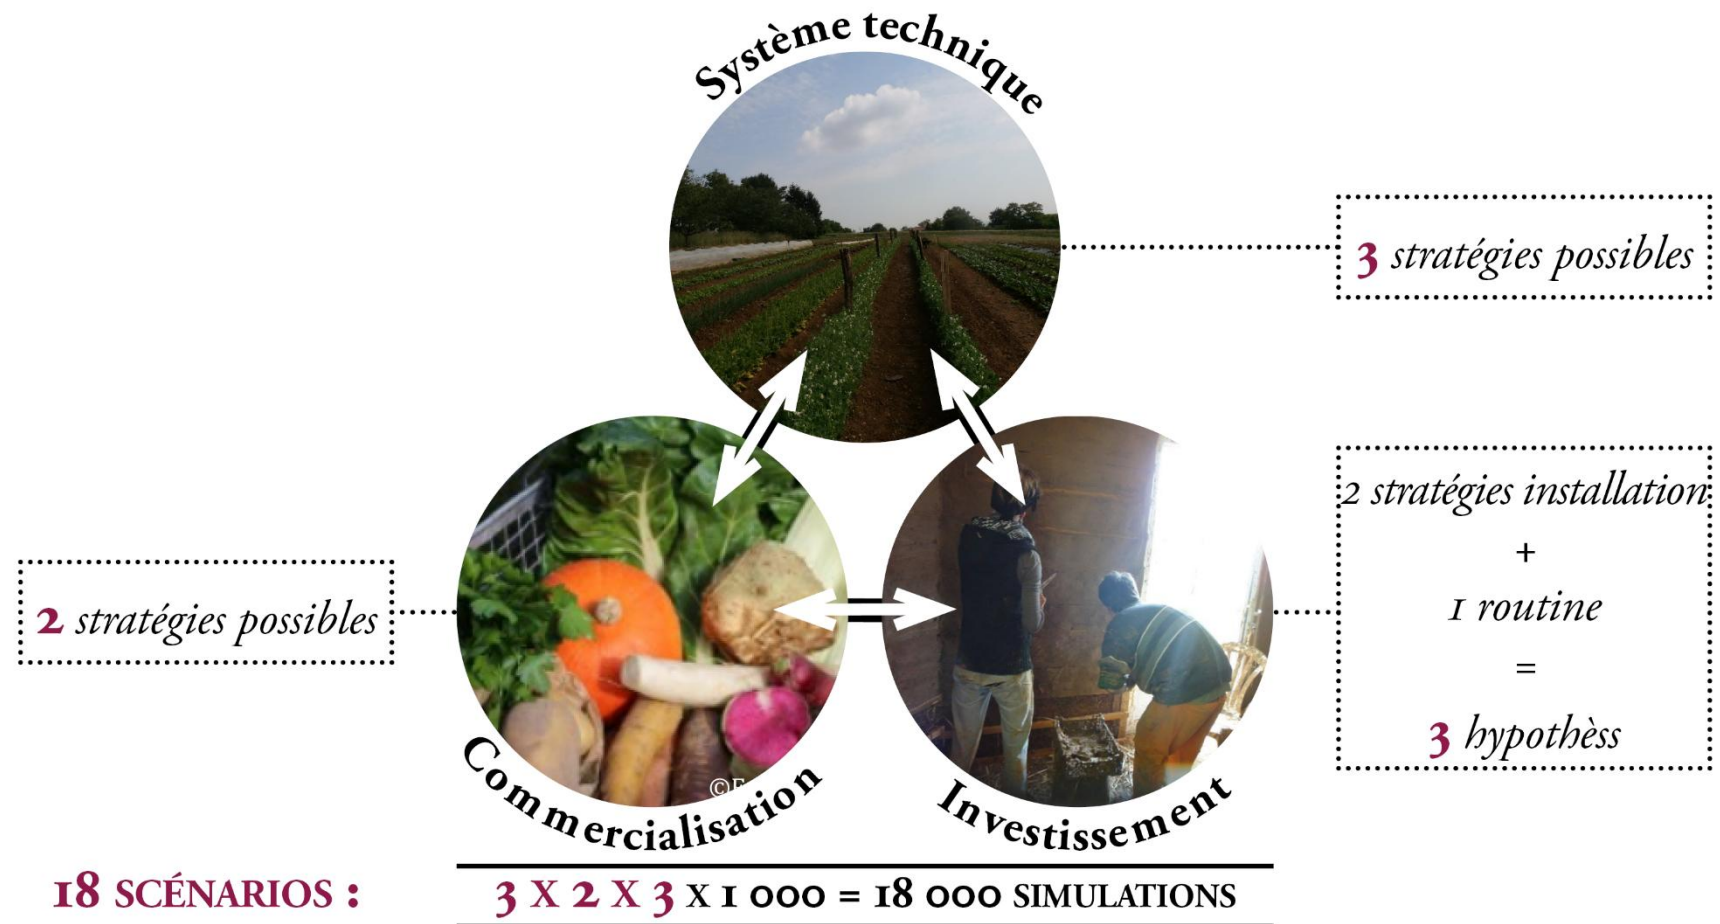 Système technique
3 stratégies possibles
2 stratégies installation
+
1 routine
=
3 hypothèss
2 stratégies possibles
Commercialisation
Investissement
18 SCÉNARIOS :
3 X 2 X 3 X 1 000 = 18 000 SIMULATIONS